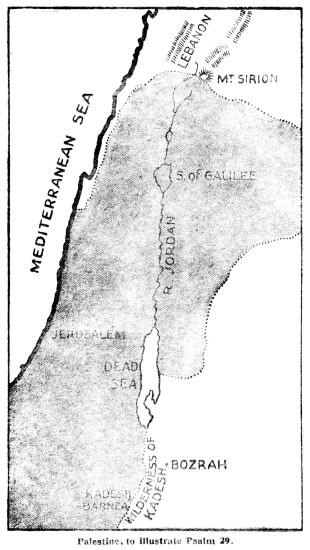 LEBANON
MT SIRION
MEDITERRANEAN SEA
S. of GALILEE
R. JORDAN
JERUSALEM
DEAD
SEA
BOZRAH
WILDERNESS OF
KADESH
KADESH
BARNEA
Palestine, to illustrate Psalm 29.